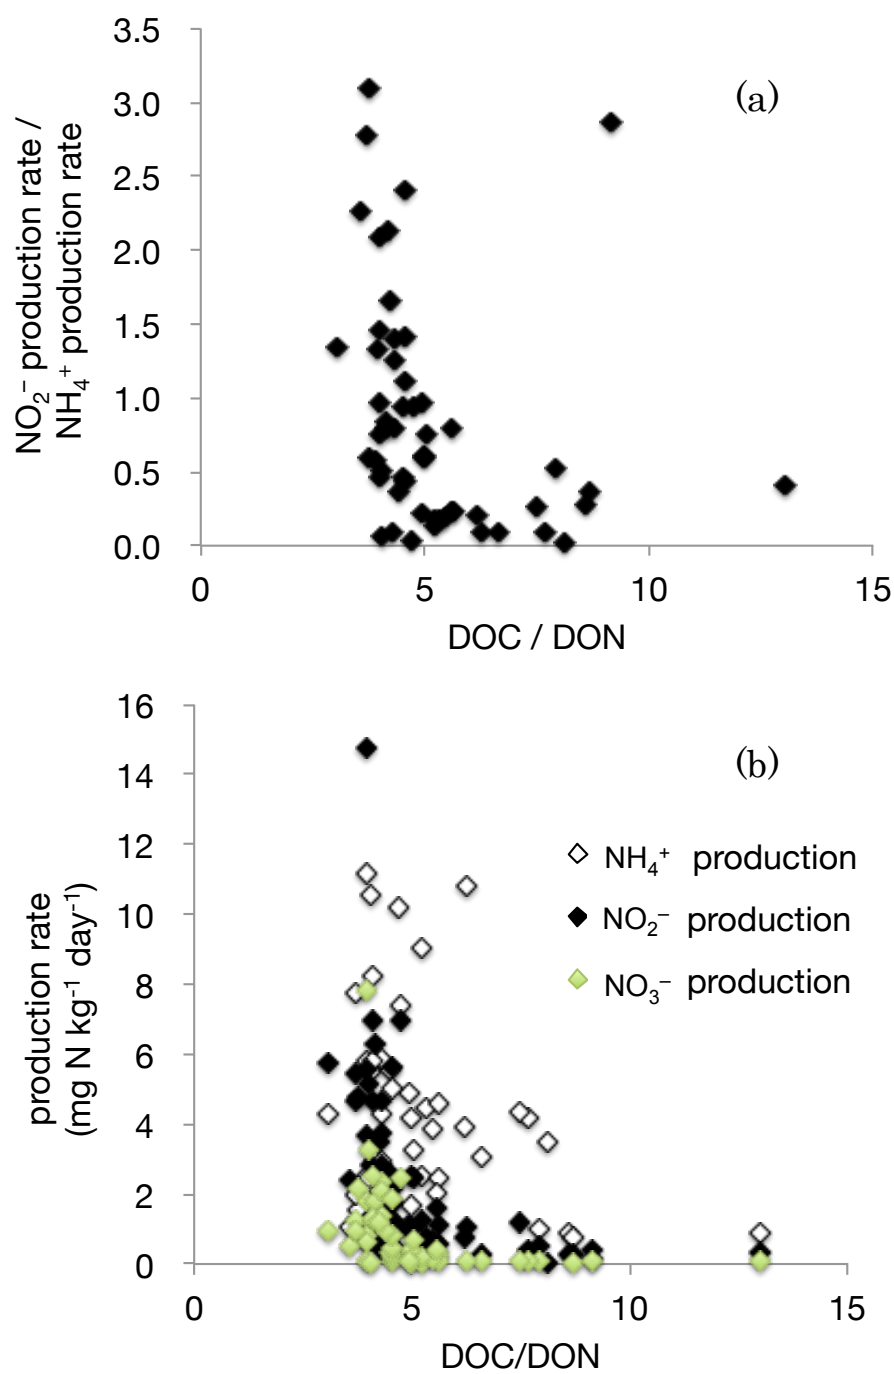 3.5
3.0
2.5
2.0
1.5
1.0
0.5
0.0
NO₂⁻ production rate /
NH₄⁺ production rate
(a)
0 5 10 15
DOC / DON
16
14
12
10
8
6
4
2
0
production rate
(mg N kg⁻¹ day⁻¹)
(b)
NH₄⁺ production
NO₂⁻ production
NO₃⁻ production
0 5 10 15
DOC/DON